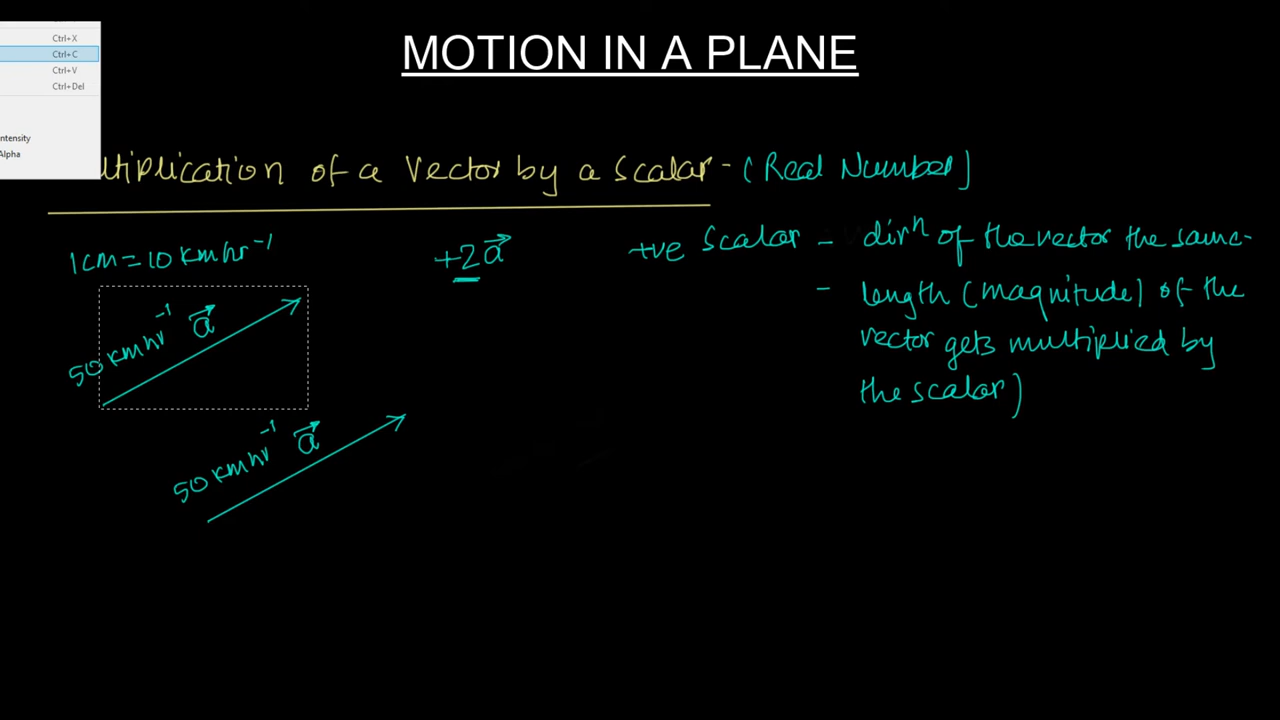 Ctrl+X
Ctrl+C
Ctrl+V
Ctrl+Del
ntensity
Alpha
MOTION IN A PLANE
ultiplication of a Vector by a Scalar - (Real Number)
1cm = 10 kmhr⁻¹
50 kmhr⁻¹ a⃗
50 kmhr⁻¹ a⃗
+2a⃗
+ve Scalar - dirⁿ of the vector the same-
- length (magnitude) of the
vector gets multiplied by
the scalar)